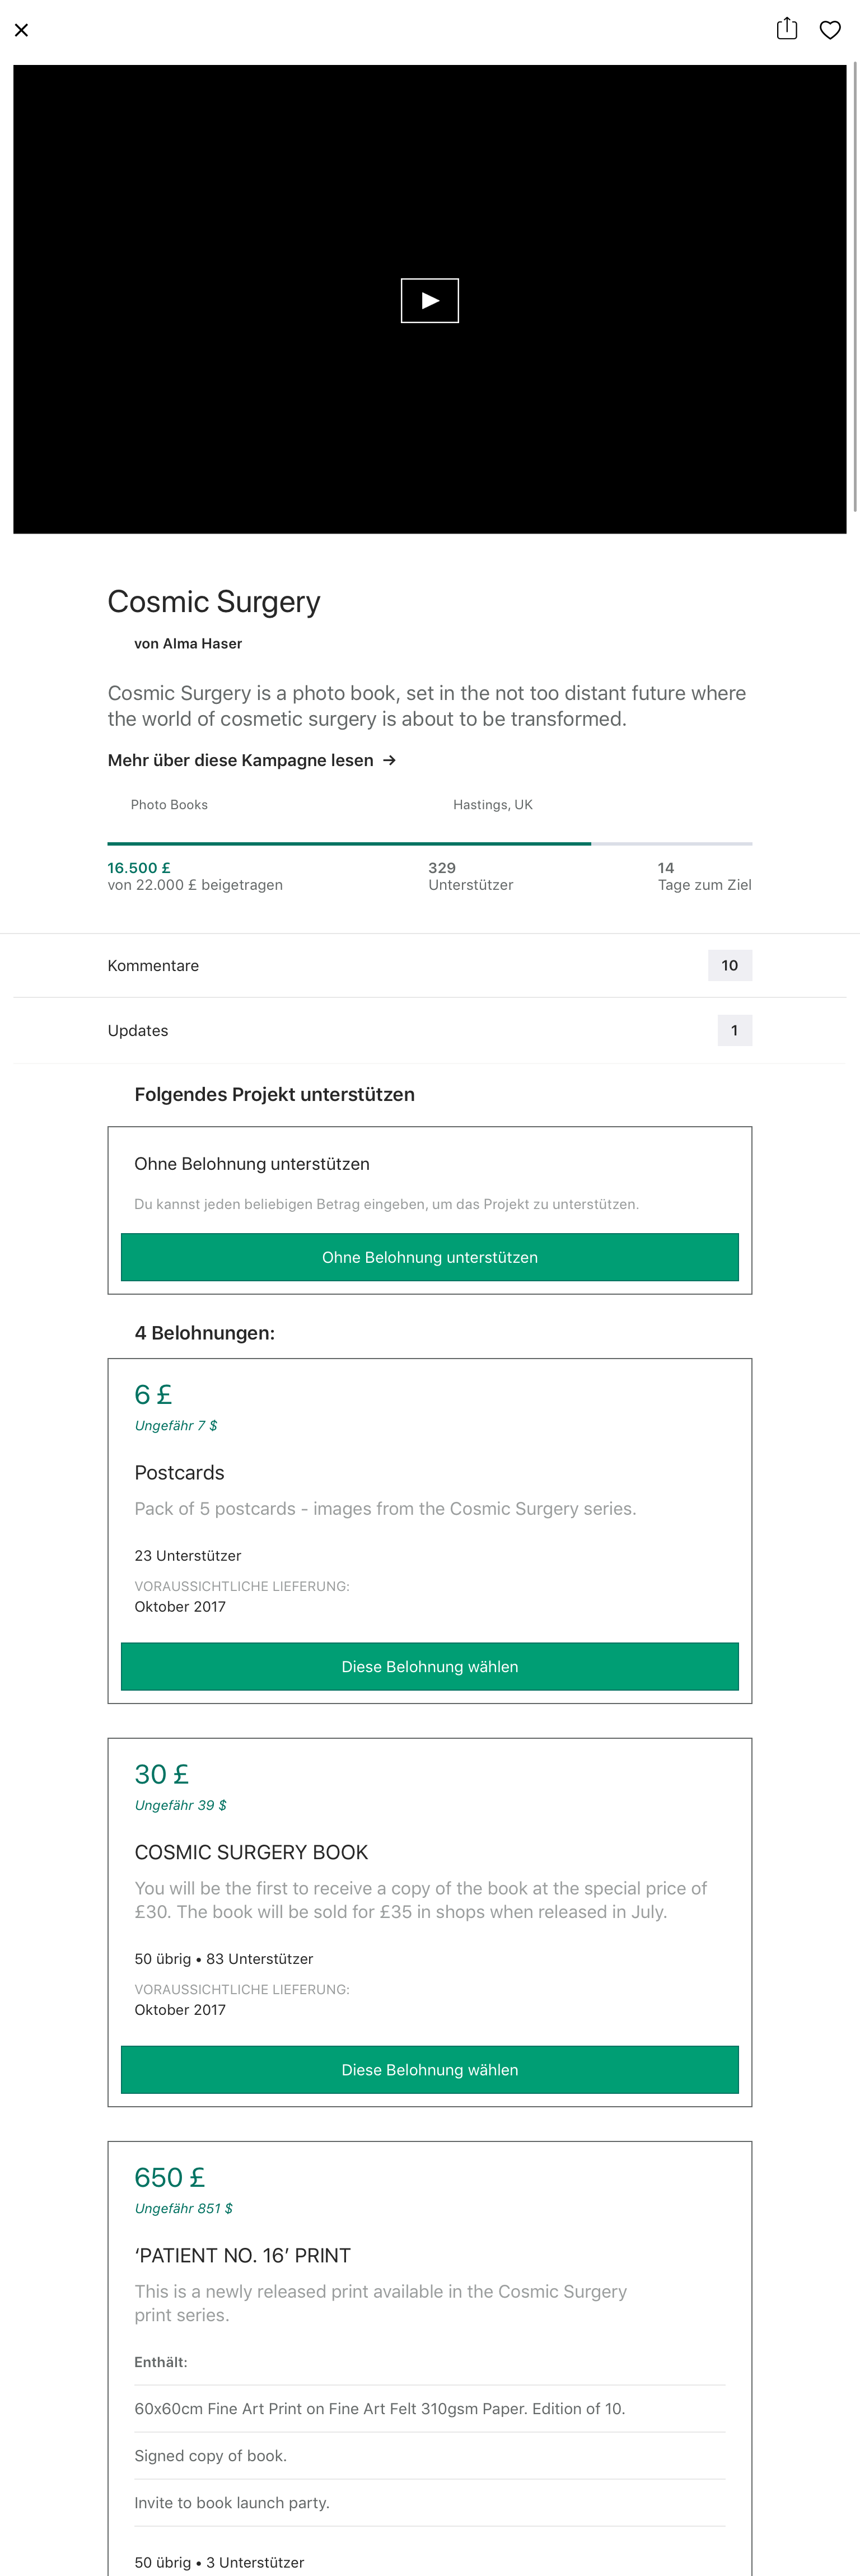 Cosmic Surgery
von Alma Haser
Cosmic Surgery is a photo book, set in the not too distant future where
the world of cosmetic surgery is about to be transformed.
Mehr über diese Kampagne lesen →
Photo Books
Hastings, UK
16.500 £
von 22.000 £ beigetragen
329
Unterstützer
14
Tage zum Ziel
Kommentare
10
Updates
1
Folgendes Projekt unterstützen
Ohne Belohnung unterstützen
Du kannst jeden beliebigen Betrag eingeben, um das Projekt zu unterstützen.
Ohne Belohnung unterstützen
4 Belohnungen:
6 £
Ungefähr 7 $
Postcards
Pack of 5 postcards - images from the Cosmic Surgery series.
23 Unterstützer
VORAUSSICHTLICHE LIEFERUNG:
Oktober 2017
Diese Belohnung wählen
30 £
Ungefähr 39 $
COSMIC SURGERY BOOK
You will be the first to receive a copy of the book at the special price of
£30. The book will be sold for £35 in shops when released in July.
50 übrig • 83 Unterstützer
VORAUSSICHTLICHE LIEFERUNG:
Oktober 2017
Diese Belohnung wählen
650 £
Ungefähr 851 $
‘PATIENT NO. 16’ PRINT
This is a newly released print available in the Cosmic Surgery
print series.
Enthält:
60x60cm Fine Art Print on Fine Art Felt 310gsm Paper. Edition of 10.
Signed copy of book.
Invite to book launch party.
50 übrig • 3 Unterstützer